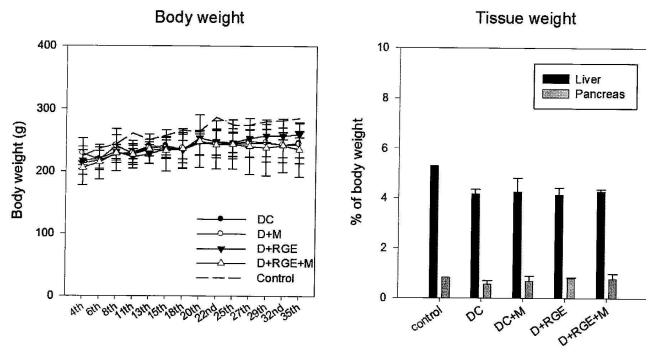 Body weight
400
300
200
100
0
Body weight (g)
DC
D+M
D+RGE
D+RGE+M
Control
4th
6th
8th
11th
13th
15th
18th
20th
22nd
25th
27th
29th
32nd
35th
Tissue weight
10
8
6
4
2
0
% of body weight
Liver
Pancreas
control
DC
DC+M
D+RGE
D+RGE+M